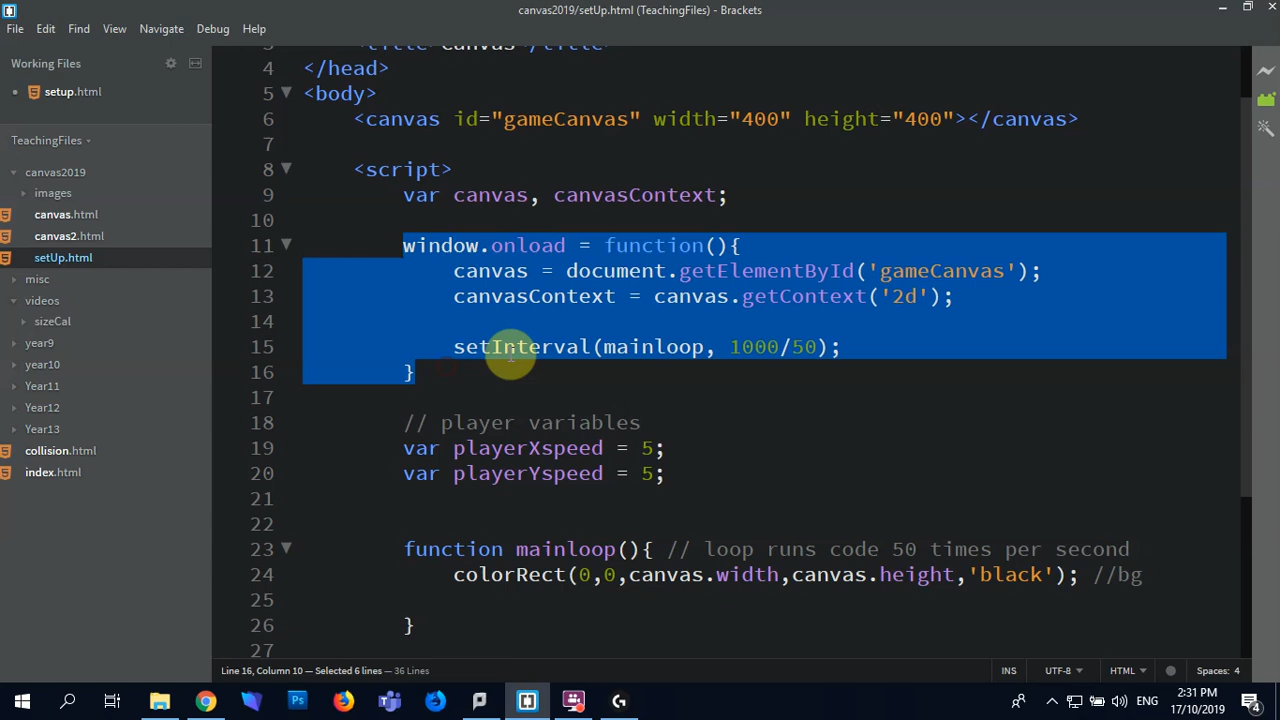 canvas2019/setUp.html (TeachingFiles) - Brackets
File Edit Find View Navigate Debug Help
Working Files
setup.html
TeachingFiles
canvas2019
images
canvas.html
canvas2.html
setUp.html
misc
videos
sizeCal
year9
year10
Year11
Year12
Year13
collision.html
index.html
3 <title>Canvas</title>
4 </head>
5 <body>
6 <canvas id="gameCanvas" width="400" height="400"></canvas>
7
8 <script>
9 var canvas, canvasContext;
10
11 window.onload = function(){
12 canvas = document.getElementById('gameCanvas');
13 canvasContext = canvas.getContext('2d');
14
15 setInterval(mainloop, 1000/50);
16 }
17
18 // player variables
19 var playerXspeed = 5;
20 var playerYspeed = 5;
21
22
23 function mainloop(){ // loop runs code 50 times per second
24 colorRect(0,0,canvas.width,canvas.height,'black'); //bg
25
26 }
27
Line 16, Column 10 — Selected 6 lines — 36 Lines
INS UTF-8 HTML Spaces: 4
Ps
ENG
2:31 PM
17/10/2019
4